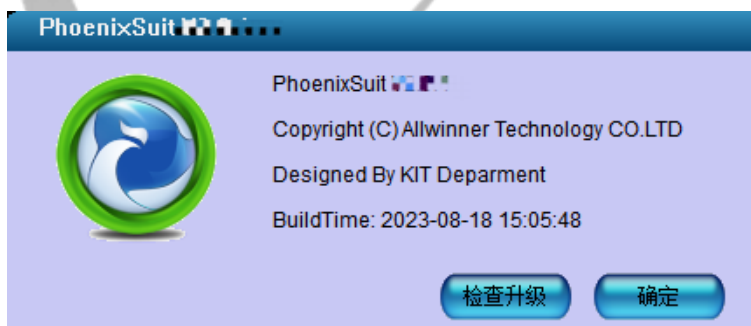 PhoenixSuit
PhoenixSuit
Copyright (C) Allwinner Technology CO.LTD
Designed By KIT Deparment
BuildTime: 2023-08-18 15:05:48
检查升级
确定